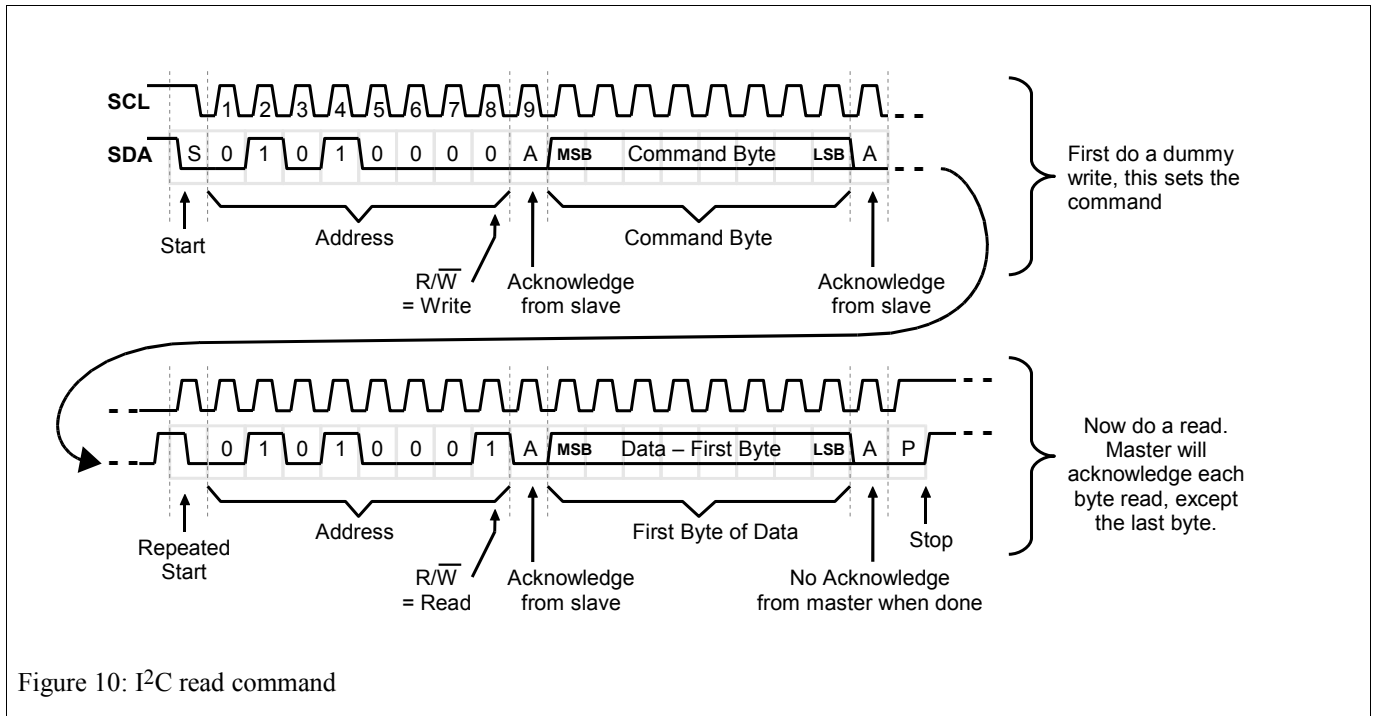 SCL
1 2 3 4 5 6 7 8 9
SDA
S 0 1 0 1 0 0 0 0 A MSB Command Byte LSB A
First do a dummy
write, this sets the
command
Start
Address
Command Byte
R/W̅
= Write
Acknowledge
from slave
Acknowledge
from slave
0 1 0 1 0 0 0 1 A MSB Data – First Byte LSB A P
Now do a read.
Master will
acknowledge each
byte read, except
the last byte.
Repeated
Start
Address
First Byte of Data
Stop
R/W̅
= Read
Acknowledge
from slave
No Acknowledge
from master when done
Figure 10: I²C read command